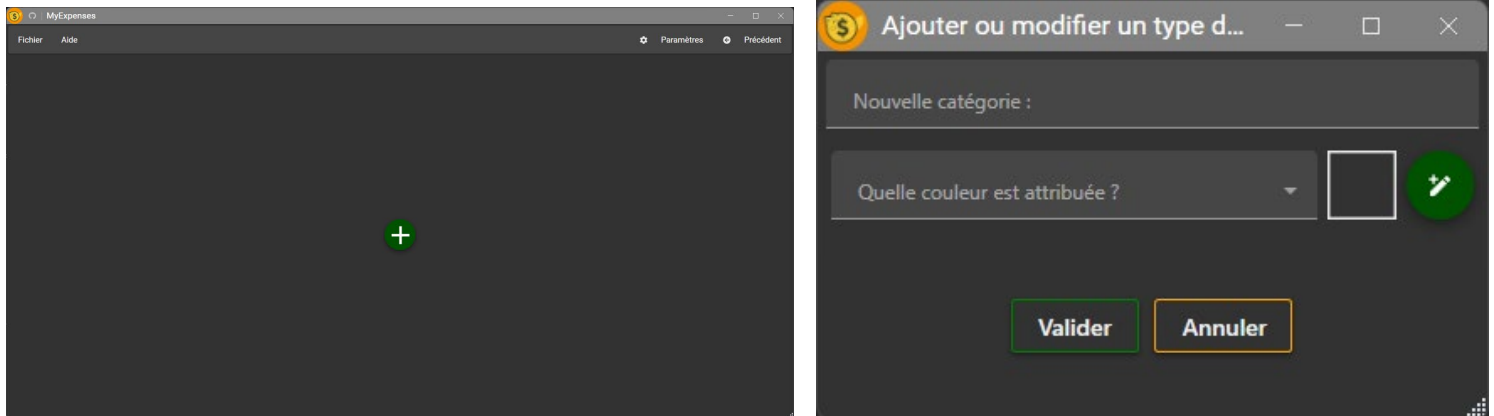 MyExpenses
Fichier Aide Paramètres Précédent
Ajouter ou modifier un type d...
Nouvelle catégorie :
Quelle couleur est attribuée ?
Valider Annuler